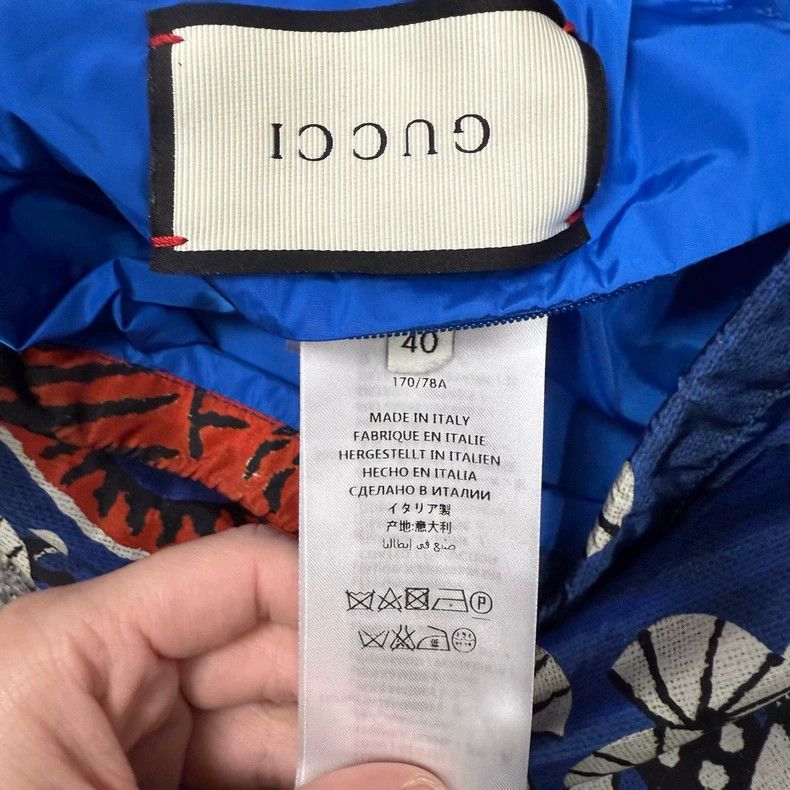 GUCCI
40
170/78A
MADE IN ITALY
FABRIQUE EN ITALIE
HERGESTELLT IN ITALIEN
HECHO EN ITALIA
СДЕЛАНО В ИТАЛИИ
イタリア製
产地:意大利
صنع في إيطاليا
P
低